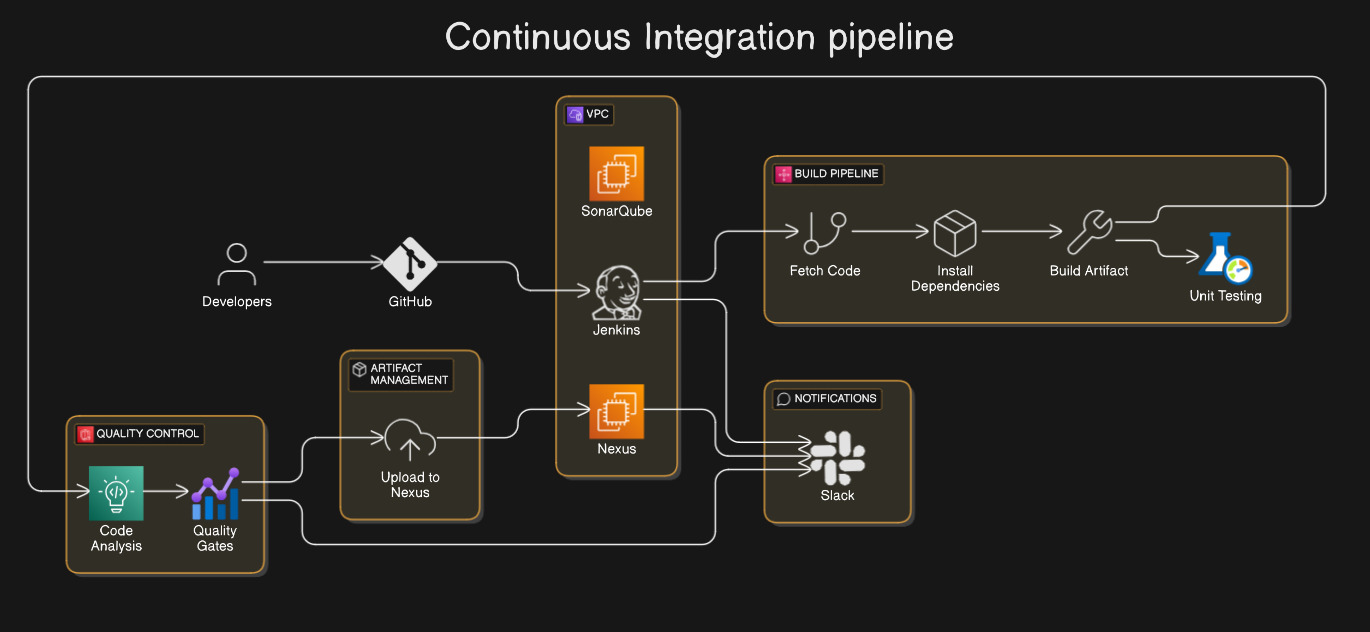 Continuous Integration pipeline
VPC
SonarQube
BUILD PIPELINE
Fetch Code
Install
Dependencies
Build Artifact
Unit Testing
Developers
GitHub
Jenkins
ARTIFACT
MANAGEMENT
Upload to
Nexus
Nexus
NOTIFICATIONS
Slack
QUALITY CONTROL
Code
Analysis
Quality
Gates